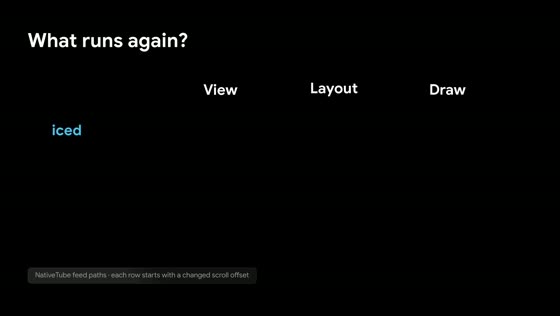 What runs again?
View Layout Draw
iced
NativeTube feed paths · each row starts with a changed scroll offset